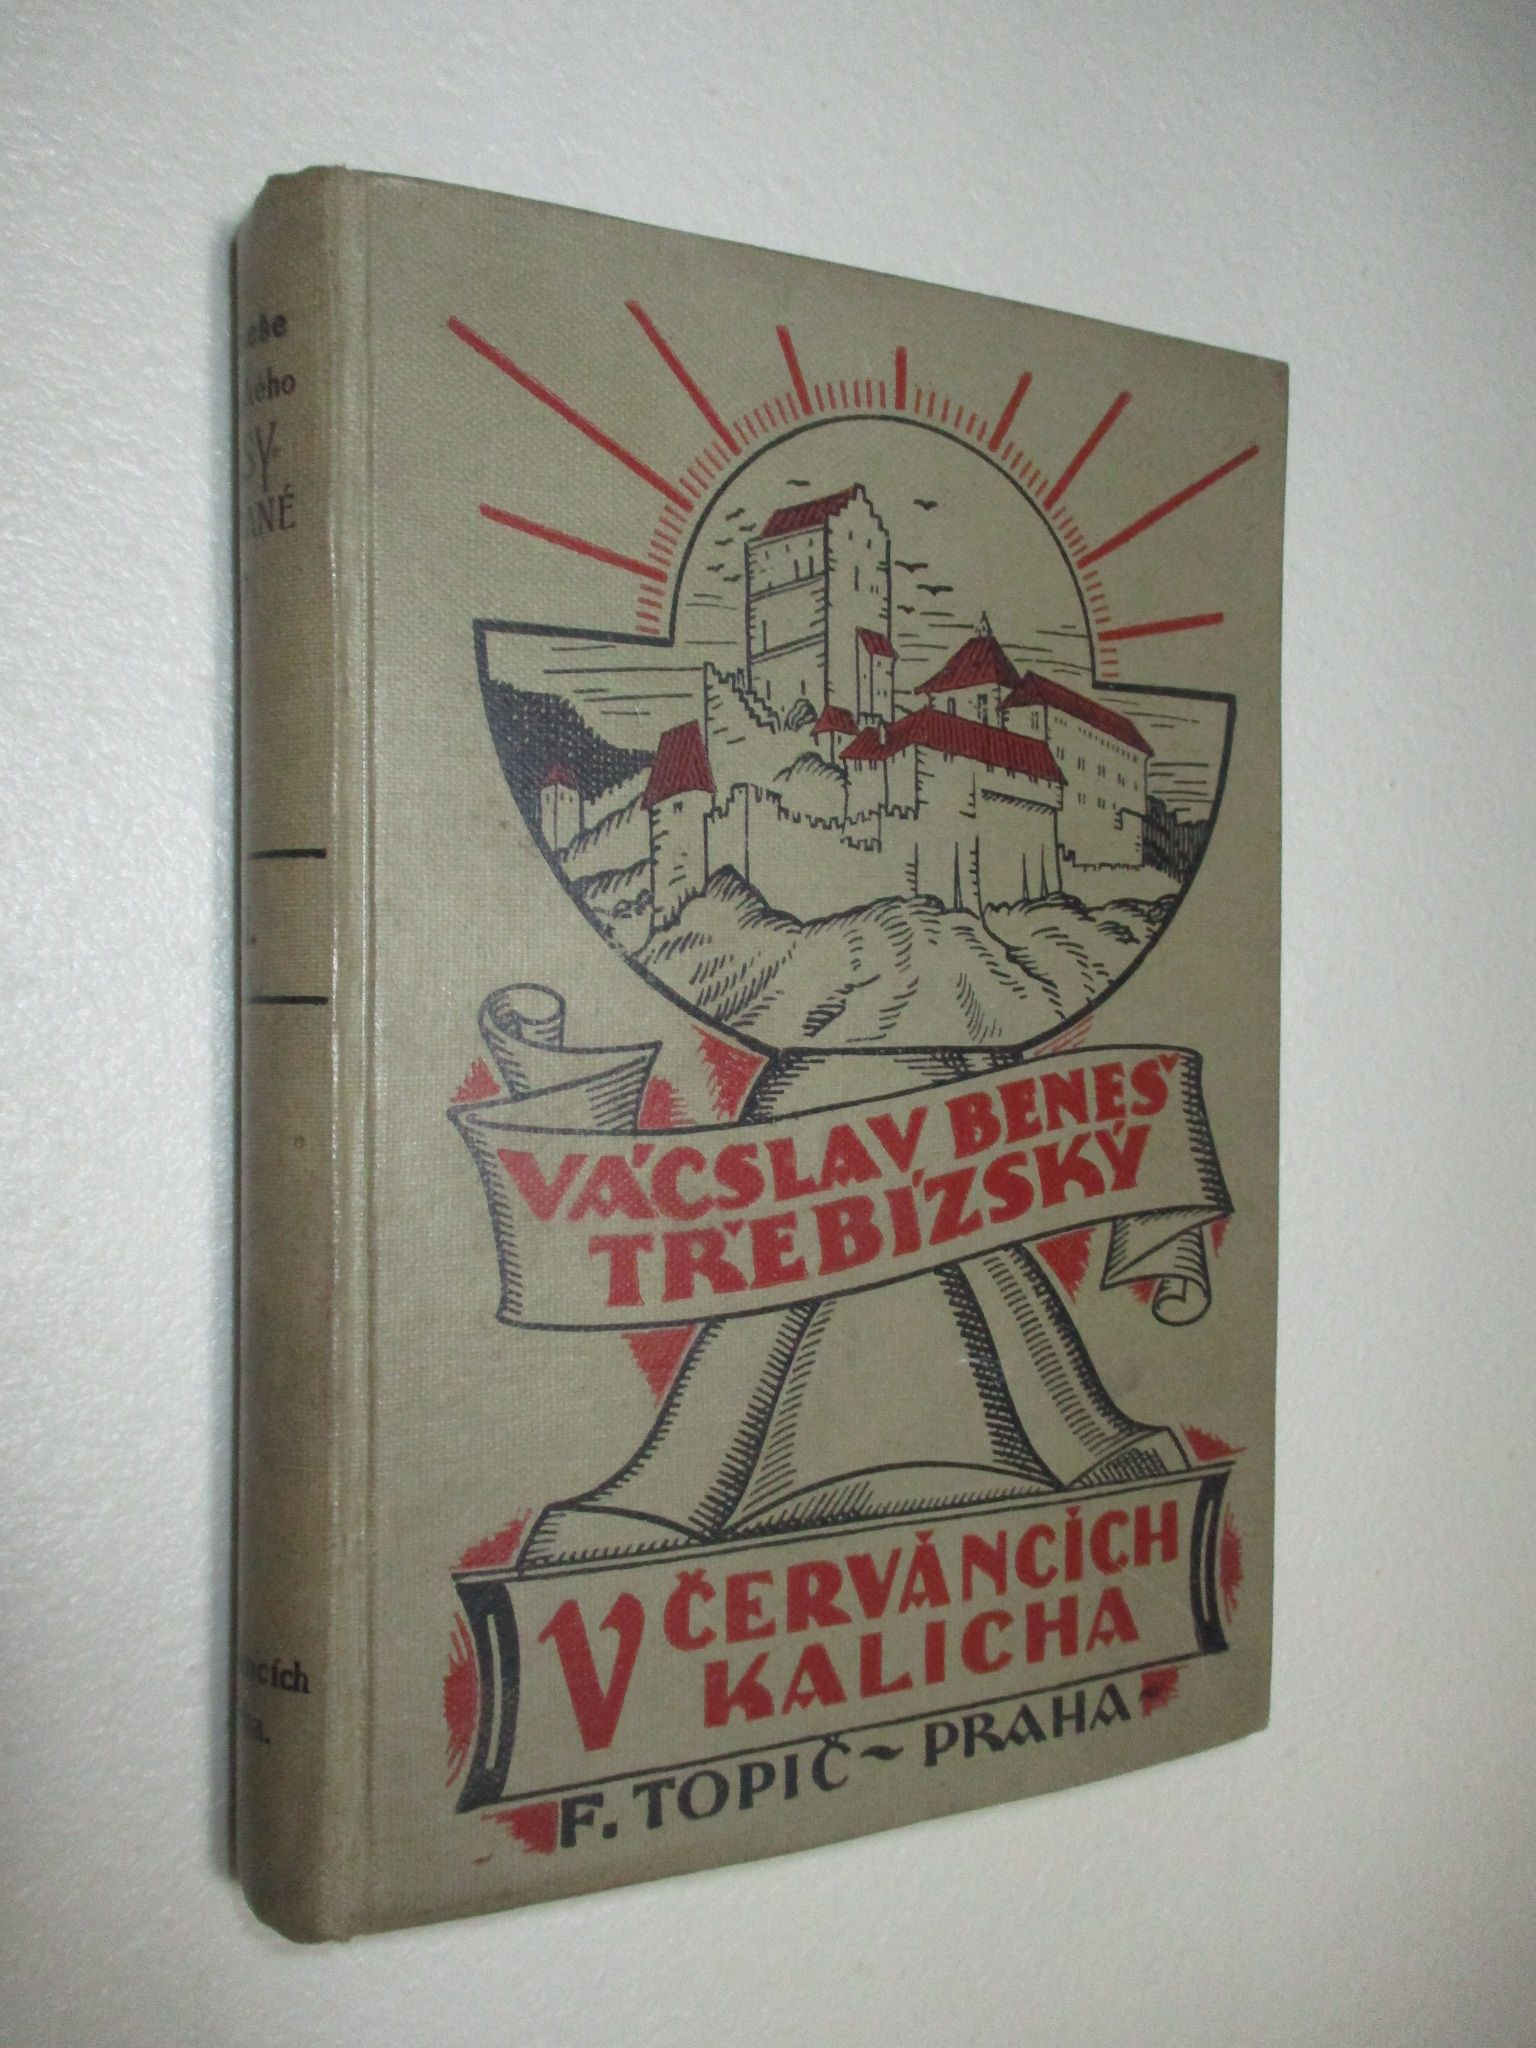 VÁCSLAV BENEŠ
TŘEBÍZSKÝ
V ČERVÁNCÍCH
KALICHA
F. TOPIČ ~ PRAHA ~